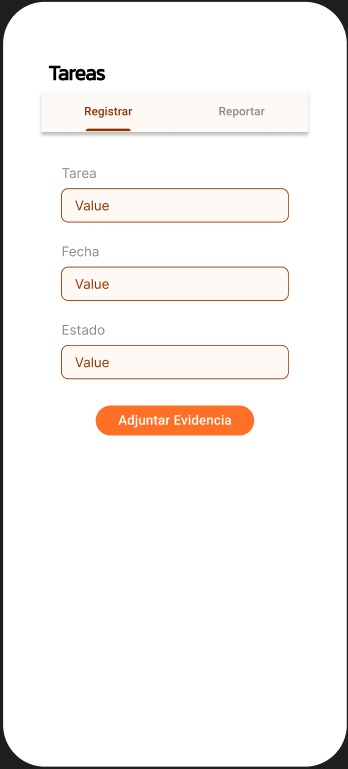 Tareas
Registrar Reportar
Tarea
Value
Fecha
Value
Estado
Value
Adjuntar Evidencia